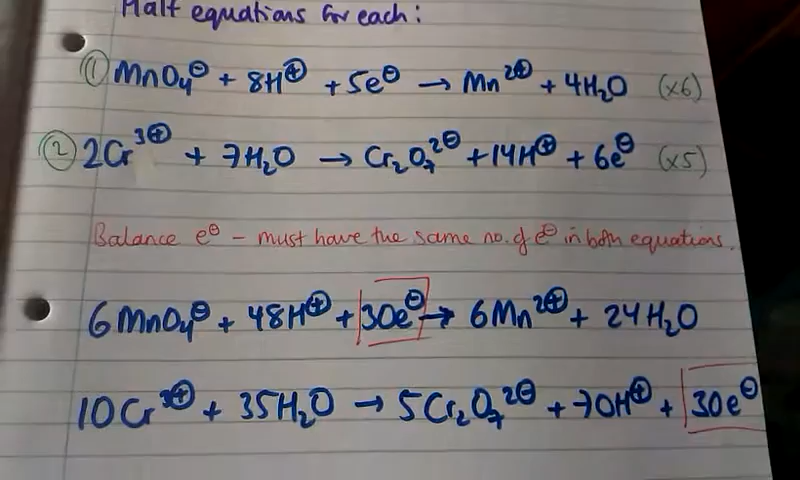 Half equations for each:
① MnO₄⊖ + 8H⊕ + 5e⊖ → Mn²⊕ + 4H₂O (x6)
② 2Cr³⊕ + 7H₂O → Cr₂O₇²⊖ + 14H⊕ + 6e⊖ (x5)
Balance e⊖ - must have the same no. of e⊖ in both equations.
6MnO₄⊖ + 48H⊕ + 30e⊖ → 6Mn²⊕ + 24H₂O
10Cr³⊕ + 35H₂O → 5Cr₂O₇²⊖ + 70H⊕ + 30e⊖